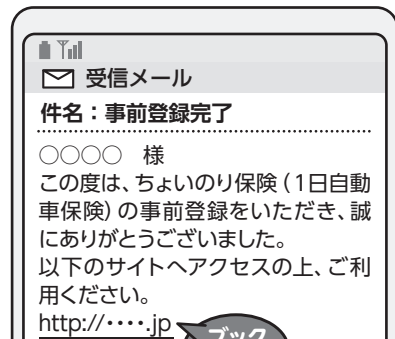 受信メール
件名：事前登録完了
○○○○　様
この度は、ちょいのり保険（1日自動
車保険）の事前登録をいただき、誠
にありがとうございました。
以下のサイトへアクセスの上、ご利
用ください。
http://・・・・.jp
ブック